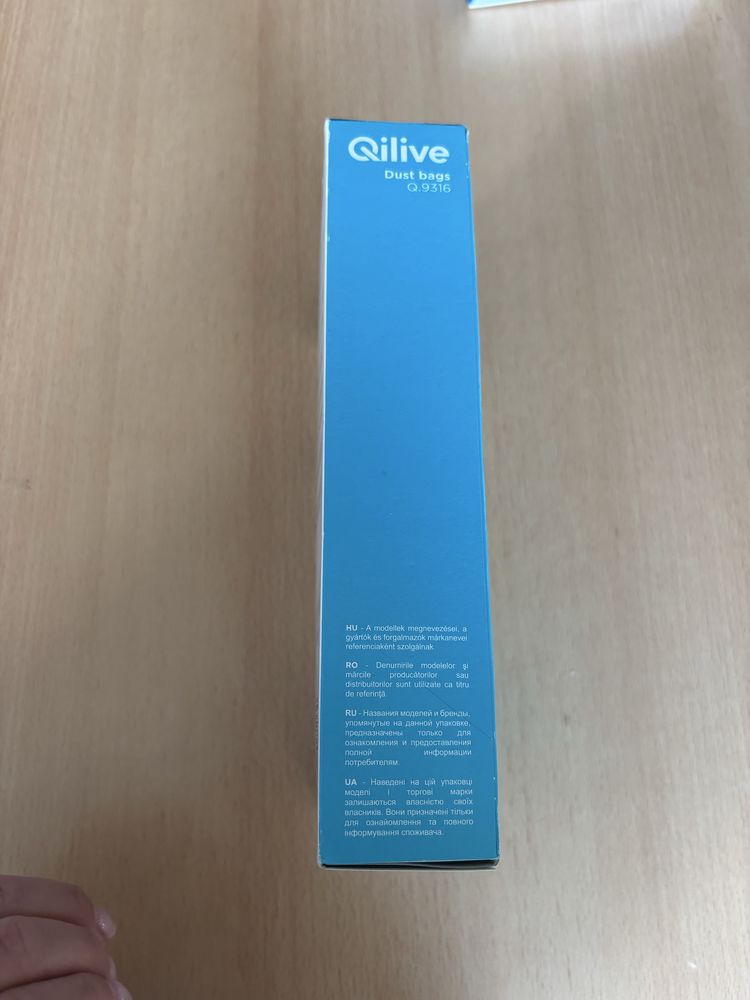 Qilive
Dust bags
Q.9316
HU - A modellek megnevezései, a
gyártók és forgalmazók márkanevei
referenciaként szolgálnak
RO - Denumirile modelelor şi
mărcile producătorilor sau
distribuitorilor sunt utilizate ca titru
de referinţă.
RU - Названия моделей и бренды,
упомянутые на данной упаковке,
предназначены только для
ознакомления и предоставления
полной информации
потребителям.
UA - Наведені на цій упаковці
моделі і торгові марки
залишаються власністю своїх
власників. Вони призначені тільки
для ознайомлення та повного
інформування споживача.